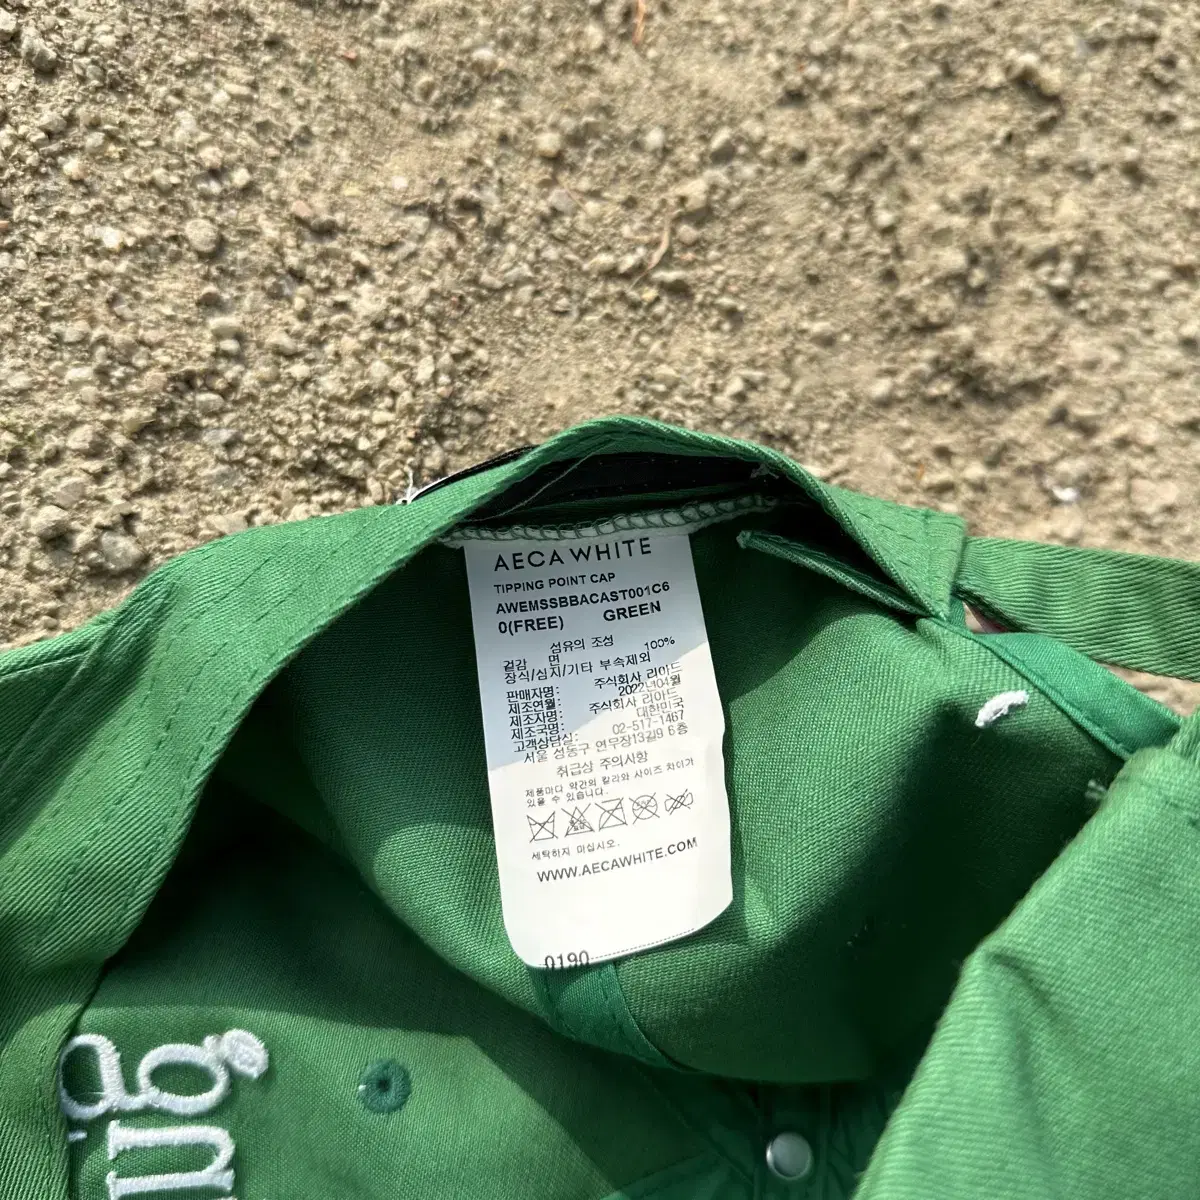 AECA WHITE
TIPPING POINT CAP
AWEMSSBBACAST001C6
0(FREE) GREEN
섬유의 조성
겉감 면 100%
장식/심지/기타 부속제외
판매자명: 주식회사 리아드
제조연월: 2022년04월
제조자명: 주식회사 리아드
제조국명: 대한민국
고객상담실: 02-517-1467
서울 성동구 연무장13길9 6층
취급상 주의사항
제품마다 약간의 컬러와 사이즈 차이가
있을 수 있습니다.
세탁하지 마십시오.
WWW.AECAWHITE.COM
0190